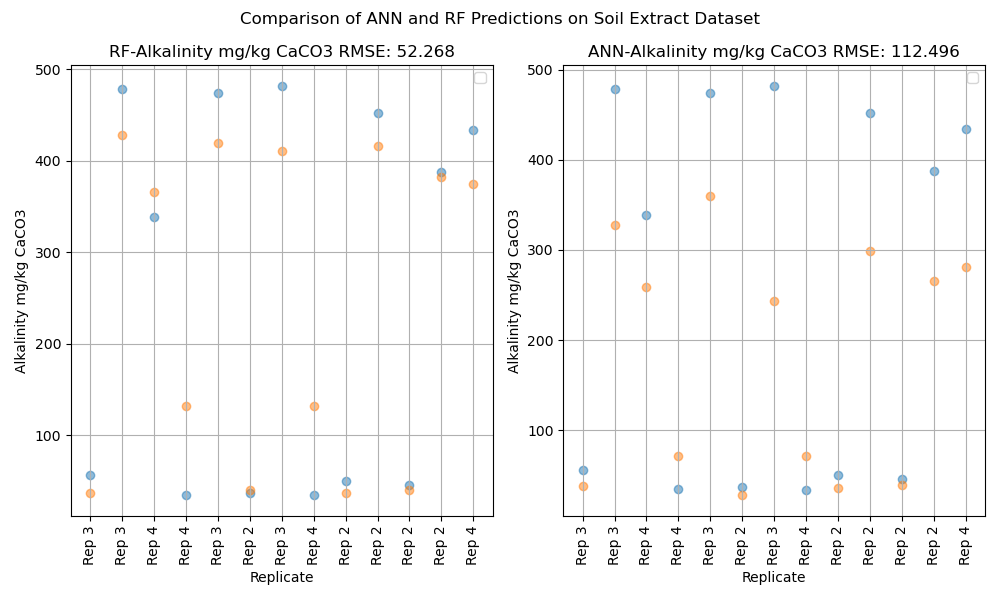 Comparison of ANN and RF Predictions on Soil Extract Dataset
RF-Alkalinity mg/kg CaCO3 RMSE: 52.268
500
400
300
200
100
Alkalinity mg/kg CaCO3
Rep 3
Rep 3
Rep 4
Rep 4
Rep 3
Rep 2
Rep 3
Rep 4
Rep 2
Rep 2
Rep 2
Rep 2
Rep 4
Replicate
ANN-Alkalinity mg/kg CaCO3 RMSE: 112.496
500
400
300
200
100
Alkalinity mg/kg CaCO3
Rep 3
Rep 3
Rep 4
Rep 4
Rep 3
Rep 2
Rep 3
Rep 4
Rep 2
Rep 2
Rep 2
Rep 2
Rep 4
Replicate